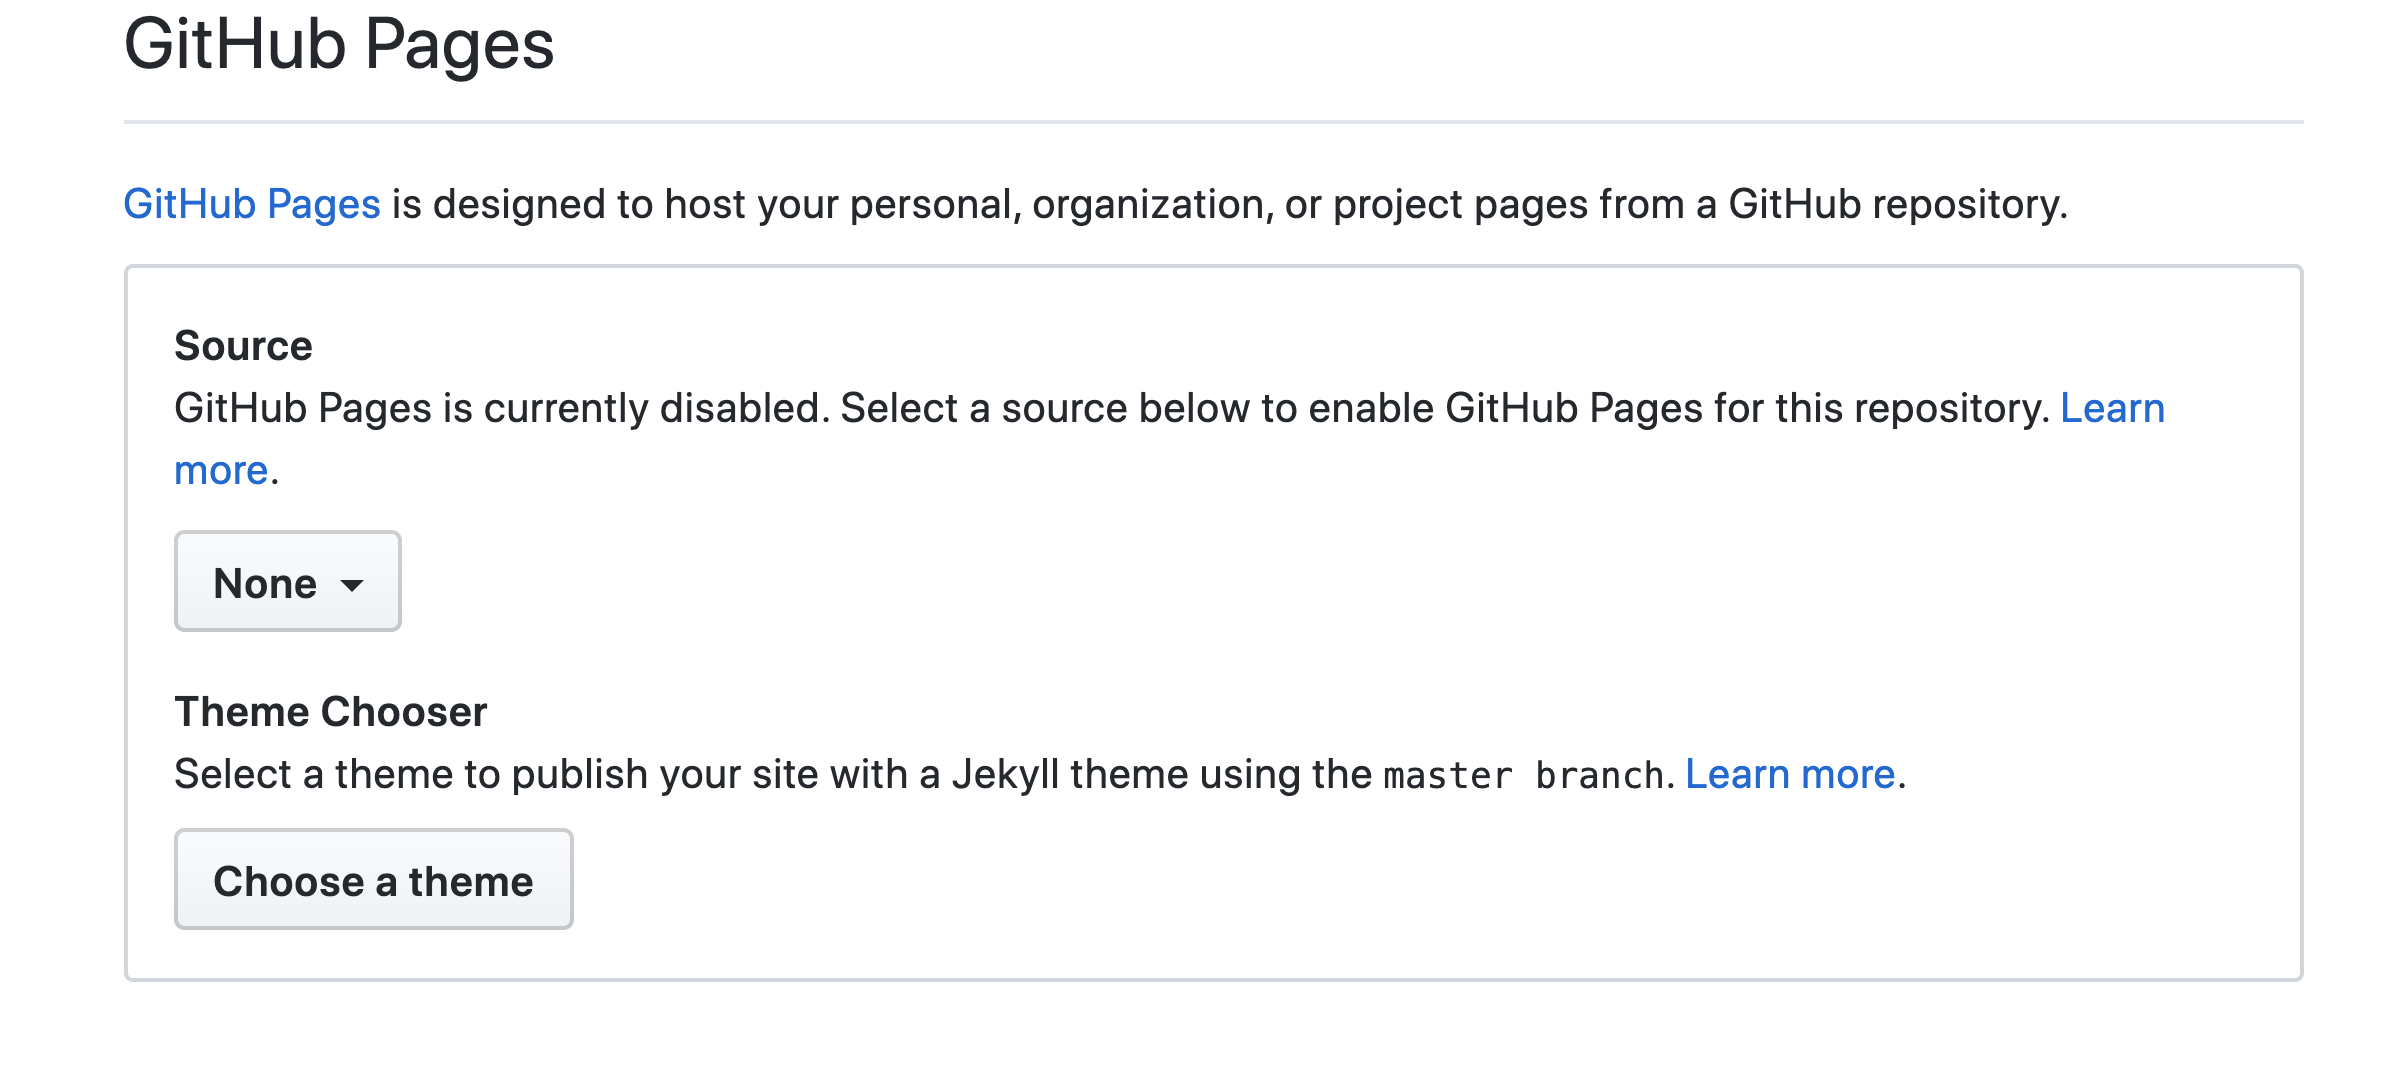 GitHub Pages
GitHub Pages is designed to host your personal, organization, or project pages from a GitHub repository.
Source
GitHub Pages is currently disabled. Select a source below to enable GitHub Pages for this repository. Learn
more.
None
Theme Chooser
Select a theme to publish your site with a Jekyll theme using the master branch. Learn more.
Choose a theme